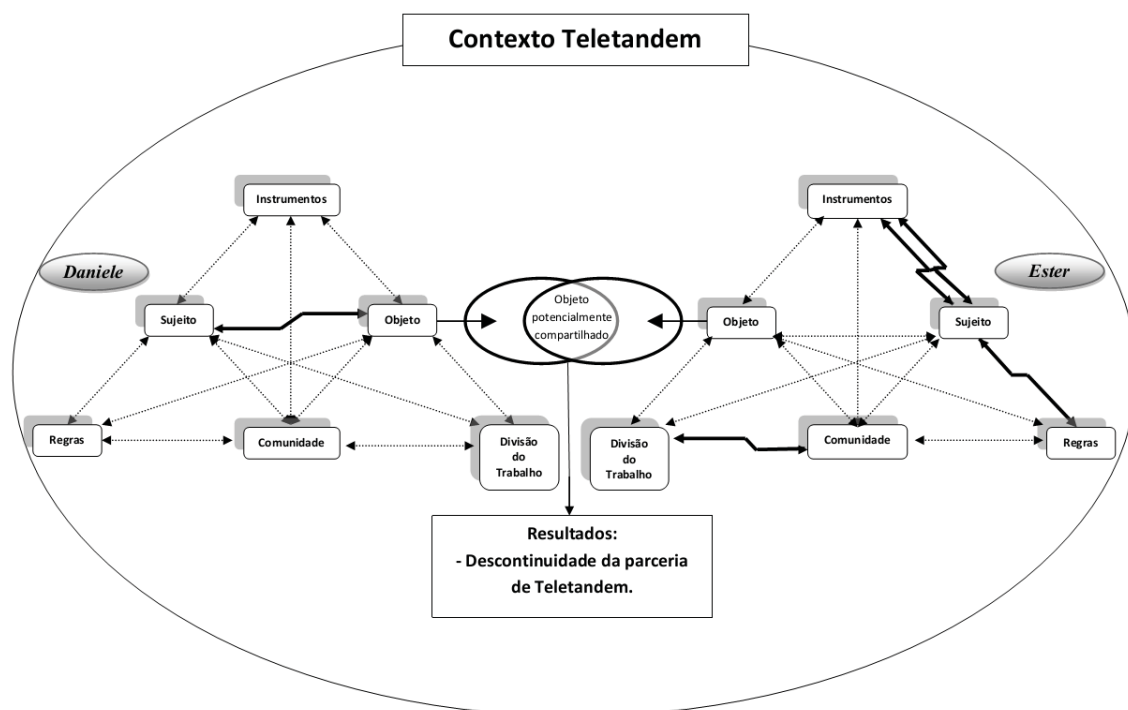 Contexto Teletandem
Instrumentos
Daniele
Sujeito
Objeto
Regras
Comunidade
Divisão
do
Trabalho
Objeto
potencialmente
compartilhado
Instrumentos
Ester
Objeto
Sujeito
Divisão
do
Trabalho
Comunidade
Regras
Resultados:
- Descontinuidade da parceria
de Teletandem.